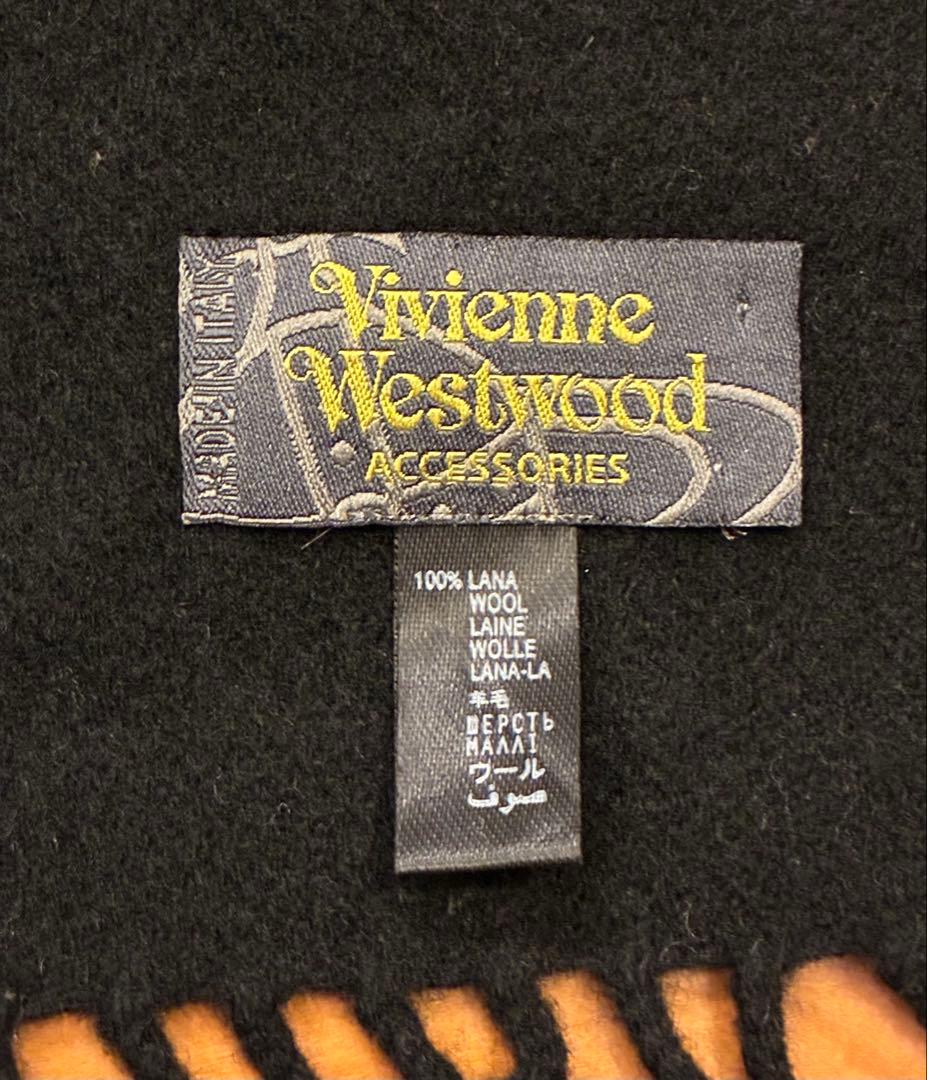 MADE IN ITALY
Vivienne
Westwood
ACCESSORIES
100% LANA
WOOL
LAINE
WOLLE
LANA-LA
羊毛
ШЕРСТЬ
ΜΑΛΛΙ
ウール
صوف